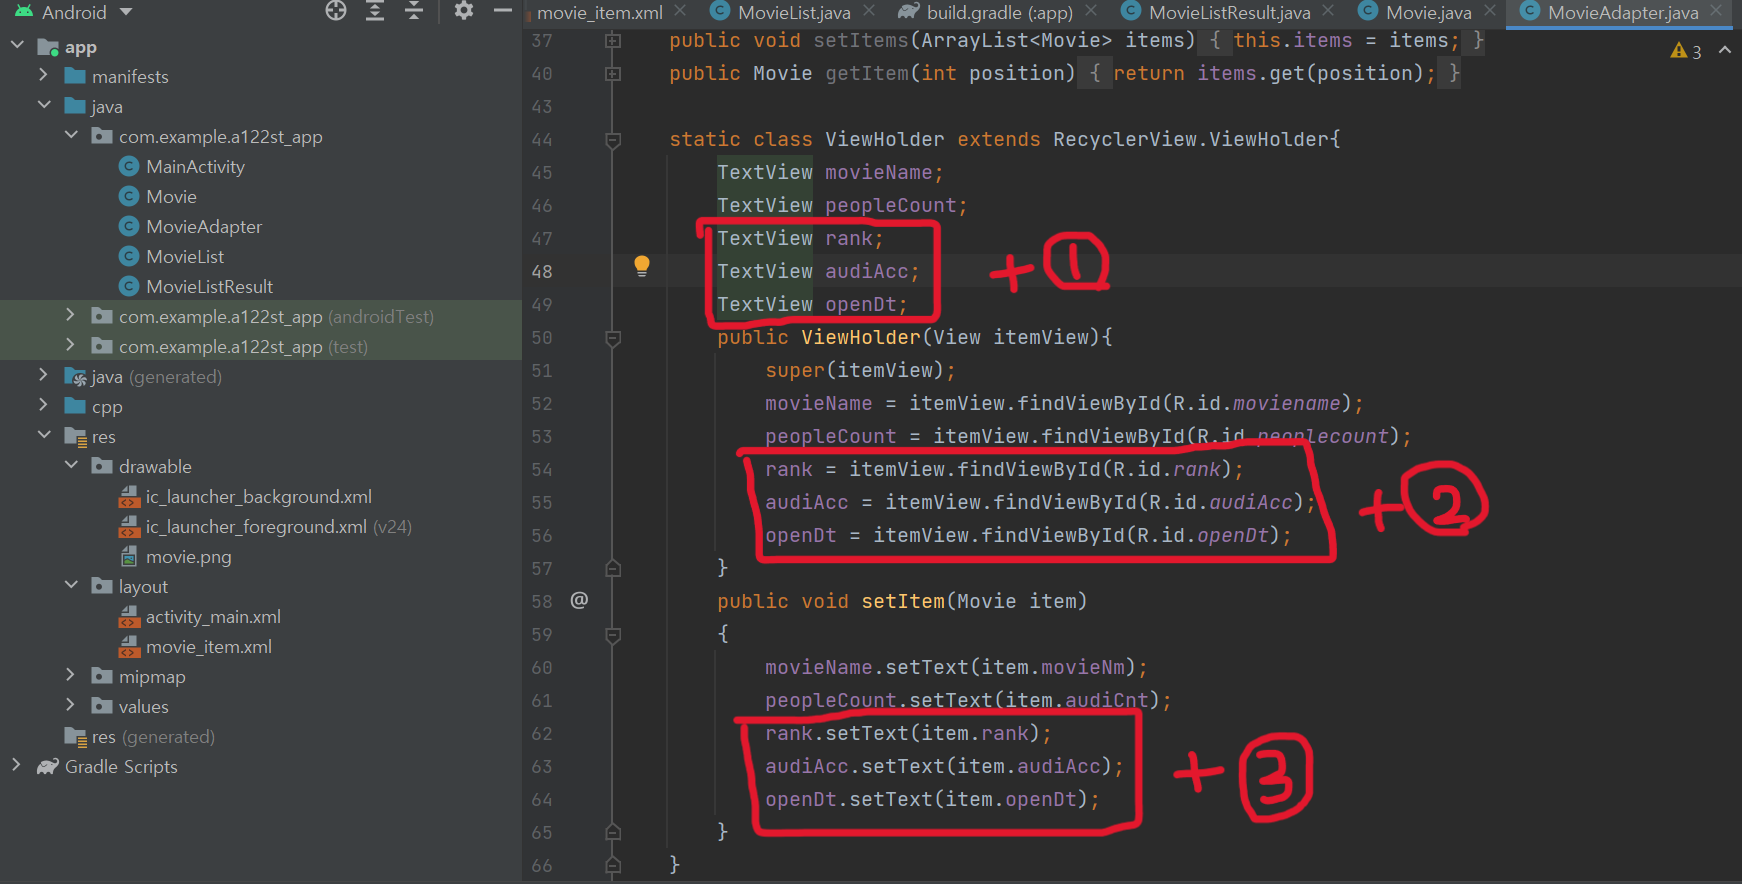 Android
movie_item.xml
MovieList.java
build.gradle (:app)
MovieListResult.java
Movie.java
MovieAdapter.java
app
manifests
java
com.example.a122st_app
MainActivity
Movie
MovieAdapter
MovieList
MovieListResult
com.example.a122st_app (androidTest)
com.example.a122st_app (test)
java (generated)
cpp
res
drawable
ic_launcher_background.xml
ic_launcher_foreground.xml (v24)
movie.png
layout
activity_main.xml
movie_item.xml
mipmap
values
res (generated)
Gradle Scripts
3
37 public void setItems(ArrayList<Movie> items) { this.items = items; }
40 public Movie getItem(int position) { return items.get(position); }
43
44 static class ViewHolder extends RecyclerView.ViewHolder{
45 TextView movieName;
46 TextView peopleCount;
47 TextView rank;
48 TextView audiAcc;
+ ①
49 TextView openDt;
50 public ViewHolder(View itemView){
51 super(itemView);
52 movieName = itemView.findViewById(R.id.moviename);
53 peopleCount = itemView.findViewById(R.id.peoplecount);
54 rank = itemView.findViewById(R.id.rank);
55 audiAcc = itemView.findViewById(R.id.audiAcc);
+ ②
56 openDt = itemView.findViewById(R.id.openDt);
57 }
58 @ public void setItem(Movie item)
59 {
60 movieName.setText(item.movieNm);
61 peopleCount.setText(item.audiCnt);
62 rank.setText(item.rank);
63 audiAcc.setText(item.audiAcc);
+ ③
64 openDt.setText(item.openDt);
65 }
66 }